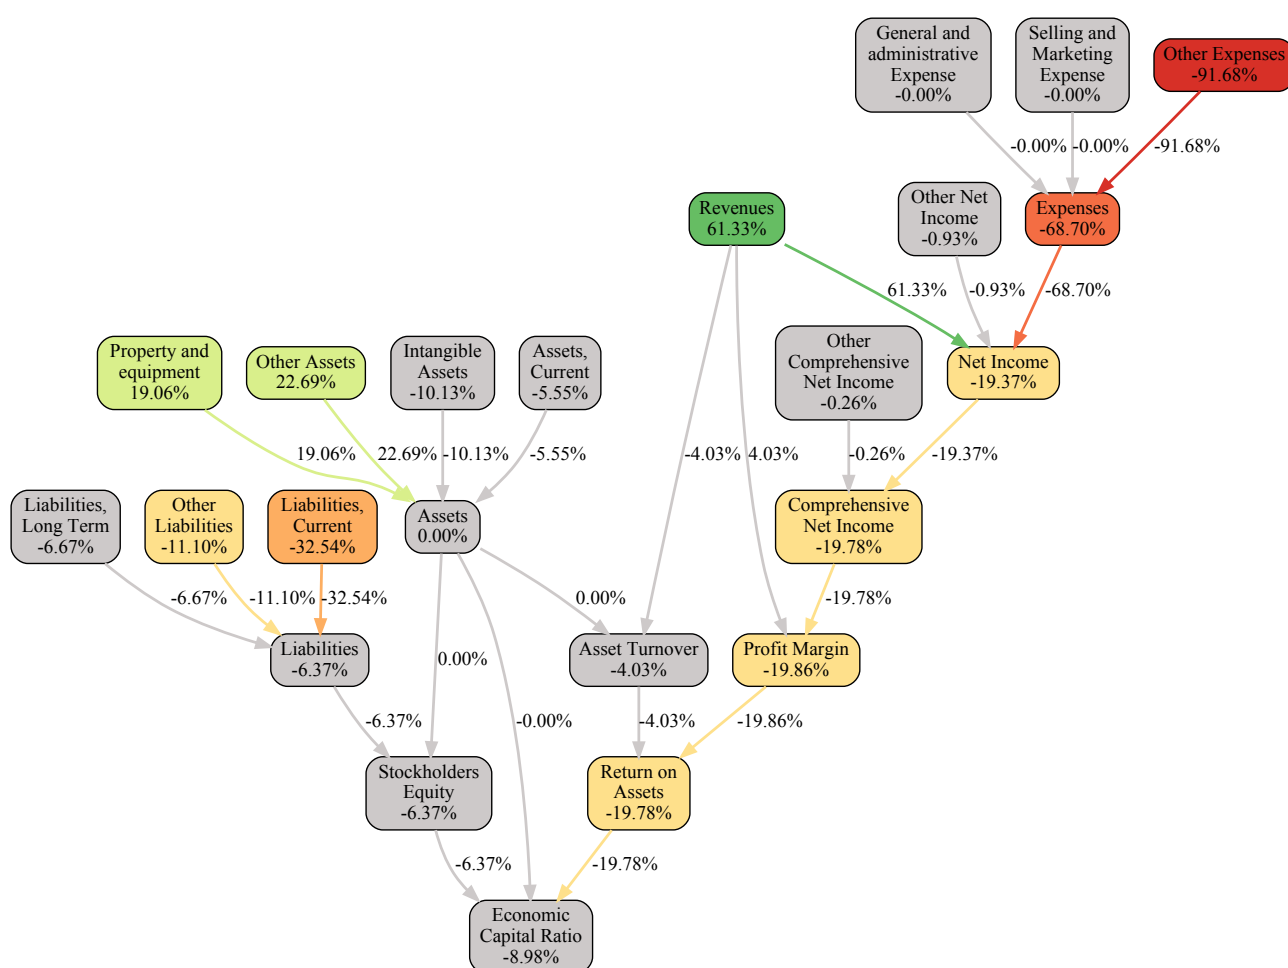 General and
administrative
Expense
-0.00%
Selling and
Marketing
Expense
-0.00%
Other Expenses
-91.68%
-0.00%
-0.00%
-91.68%
Revenues
61.33%
Other Net
Income
-0.93%
Expenses
-68.70%
61.33%
-0.93%
-68.70%
Property and
equipment
19.06%
Other Assets
22.69%
Intangible
Assets
-10.13%
Assets,
Current
-5.55%
Other
Comprehensive
Net Income
-0.26%
Net Income
-19.37%
19.06%
22.69%
-10.13%
-5.55%
-4.03%
4.03%
-0.26%
-19.37%
Liabilities,
Long Term
-6.67%
Other
Liabilities
-11.10%
Liabilities,
Current
-32.54%
Assets
0.00%
Comprehensive
Net Income
-19.78%
-6.67%
-11.10%
-32.54%
0.00%
-19.78%
Liabilities
-6.37%
0.00%
Asset Turnover
-4.03%
Profit Margin
-19.86%
-6.37%
-0.00%
-4.03%
-19.86%
Stockholders
Equity
-6.37%
Return on
Assets
-19.78%
-6.37%
-19.78%
Economic
Capital Ratio
-8.98%